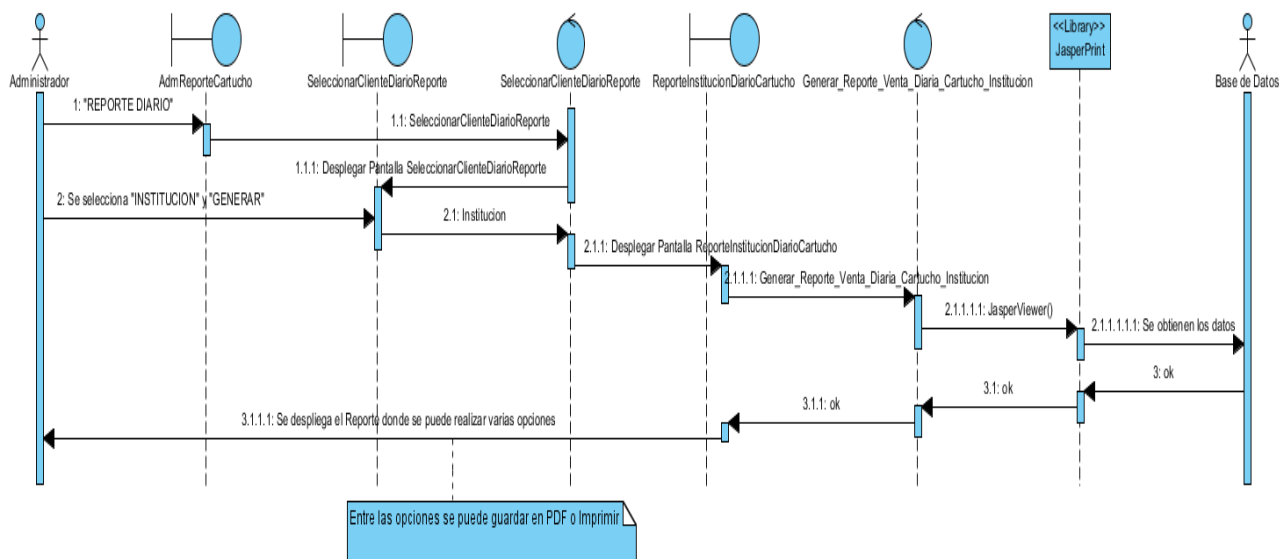 <<Library>>
JasperPrint
Administrador
AdmReporteCartucho
SeleccionarClienteDiarioReporte
SeleccionarClienteDiarioReporte
ReporteInstitucionDiarioCartucho
Generar_Reporte_Venta_Diaria_Cartucho_Institucion
Base de Datos
1: "REPORTE DIARIO"
1.1: SeleccionarClienteDiarioReporte
1.1.1: Desplegar Pantalla SeleccionarClienteDiarioReporte
2: Se selecciona "INSTITUCION" y "GENERAR"
2.1: Institucion
2.1.1: Desplegar Pantalla ReporteInstitucionDiarioCartucho
2.1.1.1: Generar_Reporte_Venta_Diaria_Cartucho_Institucion
2.1.1.1.1: JasperViewer()
2.1.1.1.1.1: Se obtienen los datos
3: ok
3.1: ok
3.1.1: ok
3.1.1.1: Se despliega el Reporto donde se puede realizar varias opciones
Entre las opciones se puede guardar en PDF o Imprimir